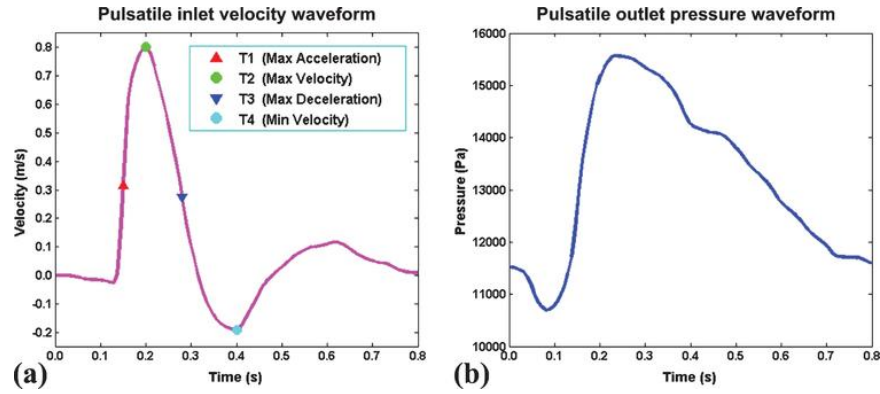 Pulsatile inlet velocity waveform
0.8
0.7
0.6
0.5
0.4
0.3
0.2
0.1
0.0
-0.1
-0.2
Velocity (m/s)
T1 (Max Acceleration)
T2 (Max Velocity)
T3 (Max Deceleration)
T4 (Min Velocity)
0.0 0.1 0.2 0.3 0.4 0.5 0.6 0.7 0.8
Time (s)
(a)
Pulsatile outlet pressure waveform
16000
15000
14000
13000
12000
11000
10000
Pressure (Pa)
0.0 0.1 0.2 0.3 0.4 0.5 0.6 0.7 0.8
Time (s)
(b)